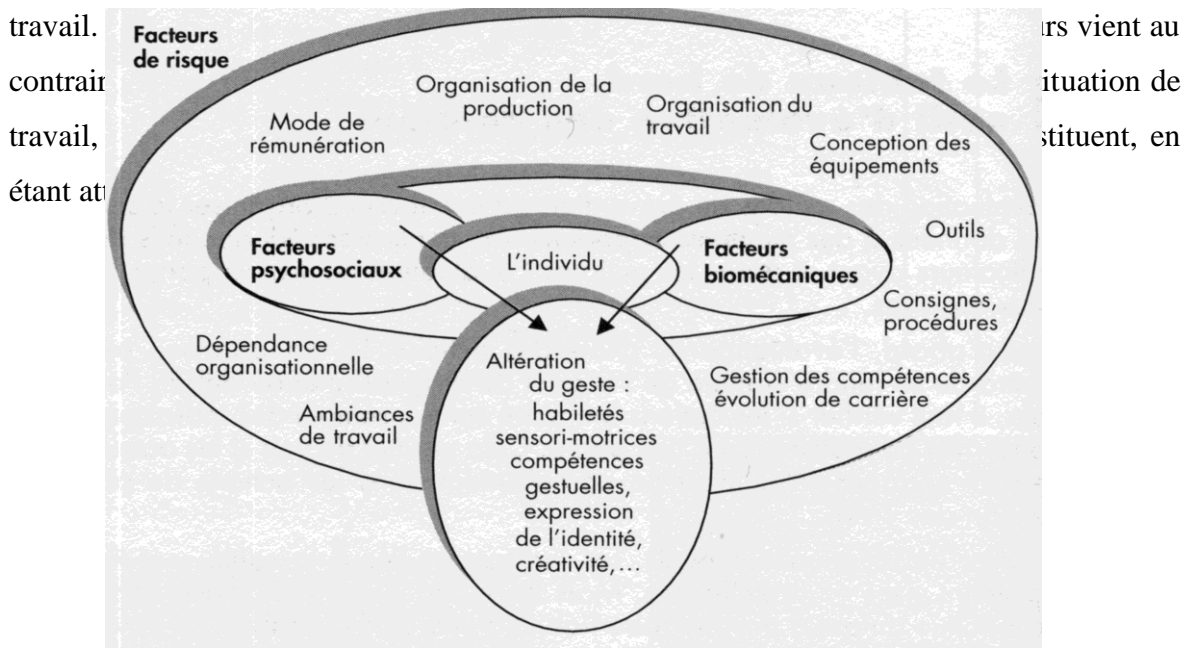 travail.
rs vient au
contrair
ituation de
travail,
stituent, en
étant att
Facteurs
de risque
Organisation de la
production
Organisation du
travail
Mode de
rémunération
Conception des
équipements
Outils
Facteurs
psychosociaux
L'individu
Facteurs
biomécaniques
Consignes,
procédures
Dépendance
organisationnelle
Altération
du geste :
habiletés
sensori-motrices
compétences
gestuelles,
expression
de l'identité,
créativité,...
Gestion des compétences
évolution de carrière
Ambiances
de travail